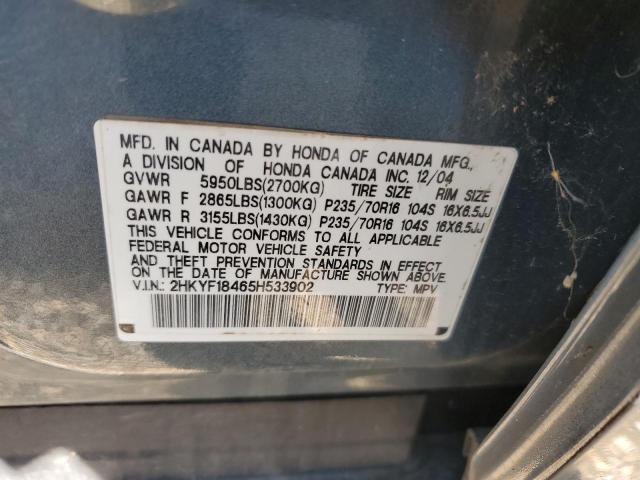 MFD. IN CANADA BY HONDA OF CANADA MFG.,
A DIVISION OF HONDA CANADA INC. 12/04
GVWR 5950LBS(2700KG) TIRE SIZE RIM SIZE
GAWR F 2865LBS(1300KG) P235/70R16 104S 16X6.5JJ
GAWR R 3155LBS(1430KG) P235/70R16 104S 16X6.5JJ
THIS VEHICLE CONFORMS TO ALL APPLICABLE
FEDERAL MOTOR VEHICLE SAFETY
AND THEFT PREVENTION STANDARDS IN EFFECT
ON THE DATE OF MANUFACTURE SHOWN ABOVE.
V.I.N.: 2HKYF18465H533902 TYPE: MPV